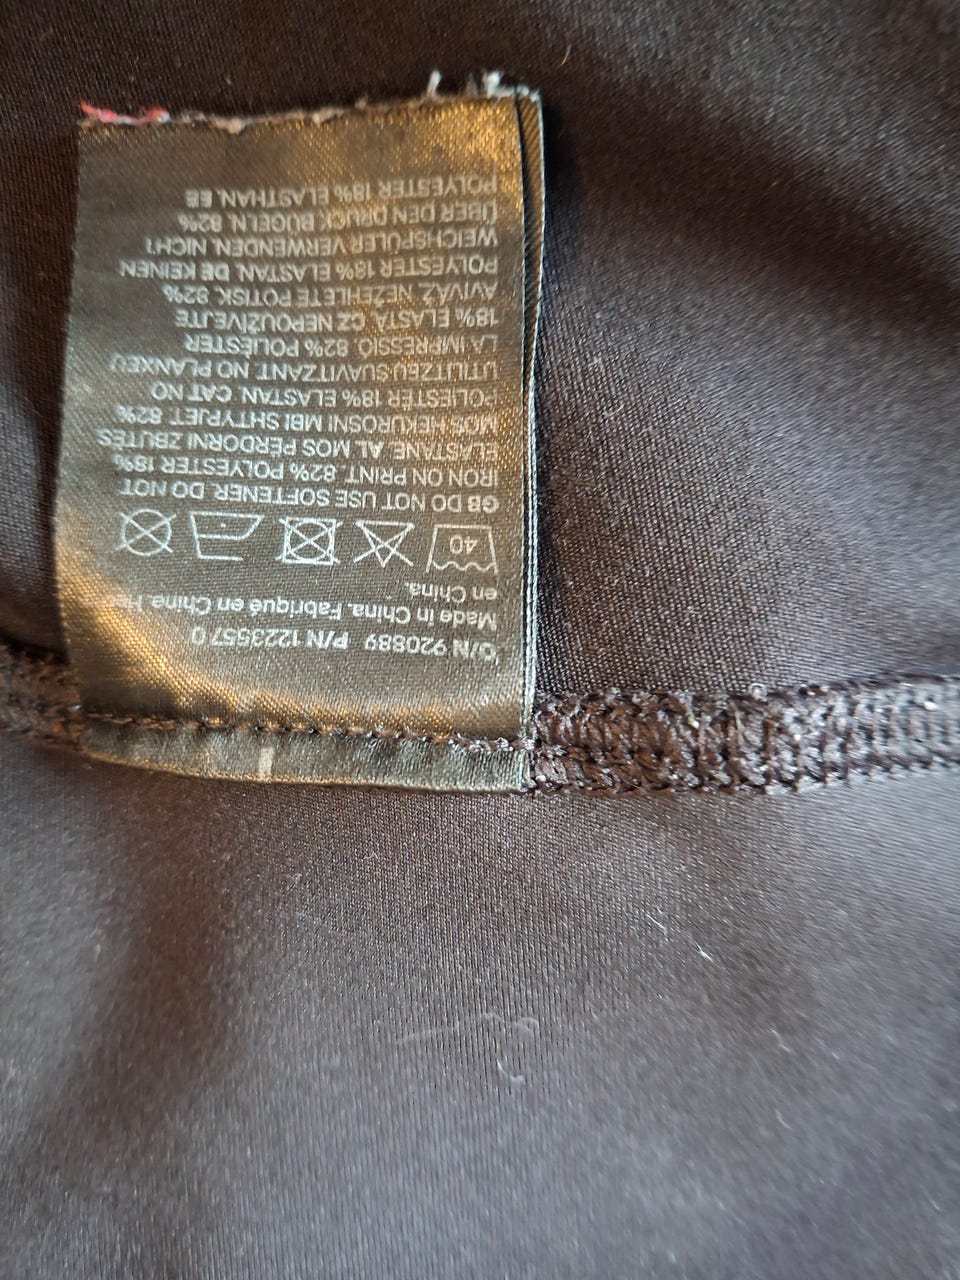 O/N 920889 P/N 1223557 0
Made in China. Fabriqué en Chine.
en China.
40
GB DO NOT USE SOFTENER. DO NOT
IRON ON PRINT. 82% POLYESTER 18%
ELASTANE. AL MOS PËRDORNI ZBUTËS
MOS HEKUROSNI MBI SHTYPJET. 82%
POLIESTËR 18% ELASTAN. CAT NO
UTILITZEU SUAVITZANT. NO PLANXEU
LA IMPRESSIÓ. 82% POLIÈSTER
18% ELASTÀ. CZ NEPOUŽÍVEJTE
AVIVÁŽ. NEŽEHLETE POTISK. 82%
POLYESTER 18% ELASTAN. DE KEINEN
WEICHSPÜLER VERWENDEN. NICHT
ÜBER DEN DRUCK BÜGELN. 82%
POLYESTER 18% ELASTHAN. EE